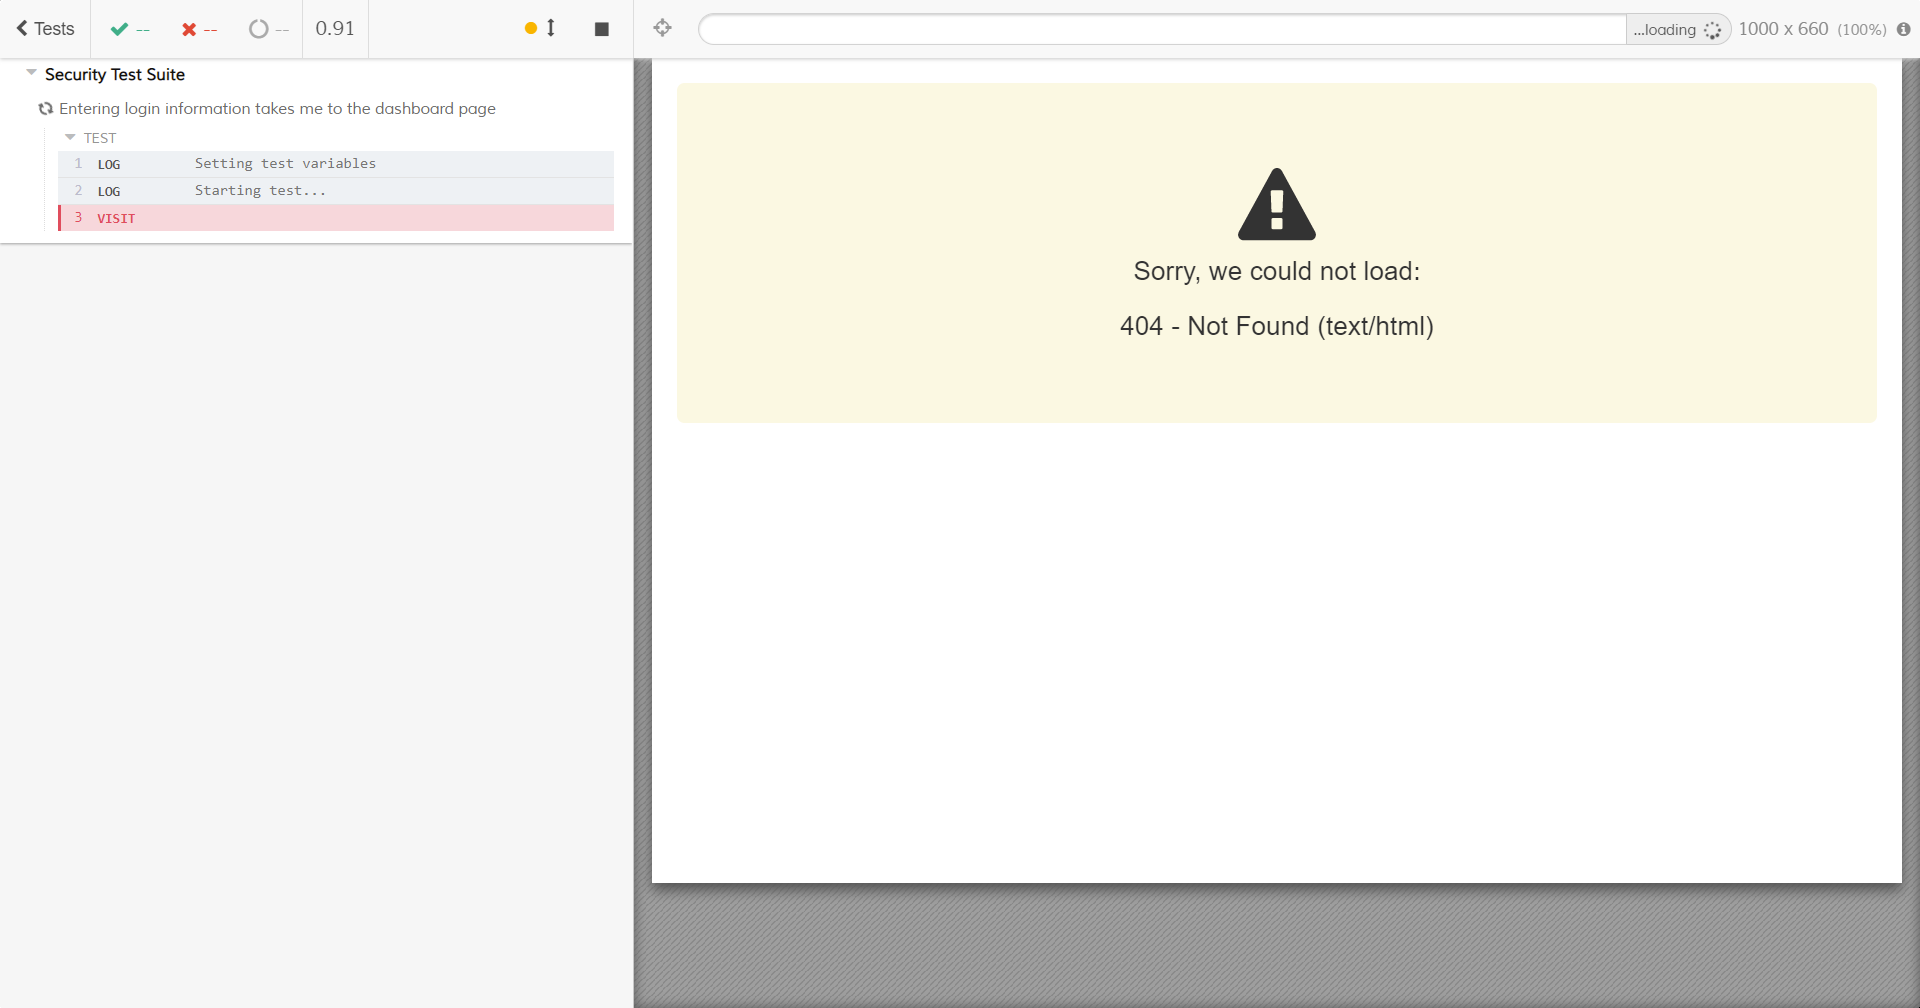 Tests -- -- -- 0.91
...loading 1000 x 660 (100%)
Security Test Suite
Entering login information takes me to the dashboard page
TEST
1 LOG Setting test variables
2 LOG Starting test...
3 VISIT
Sorry, we could not load:
404 - Not Found (text/html)